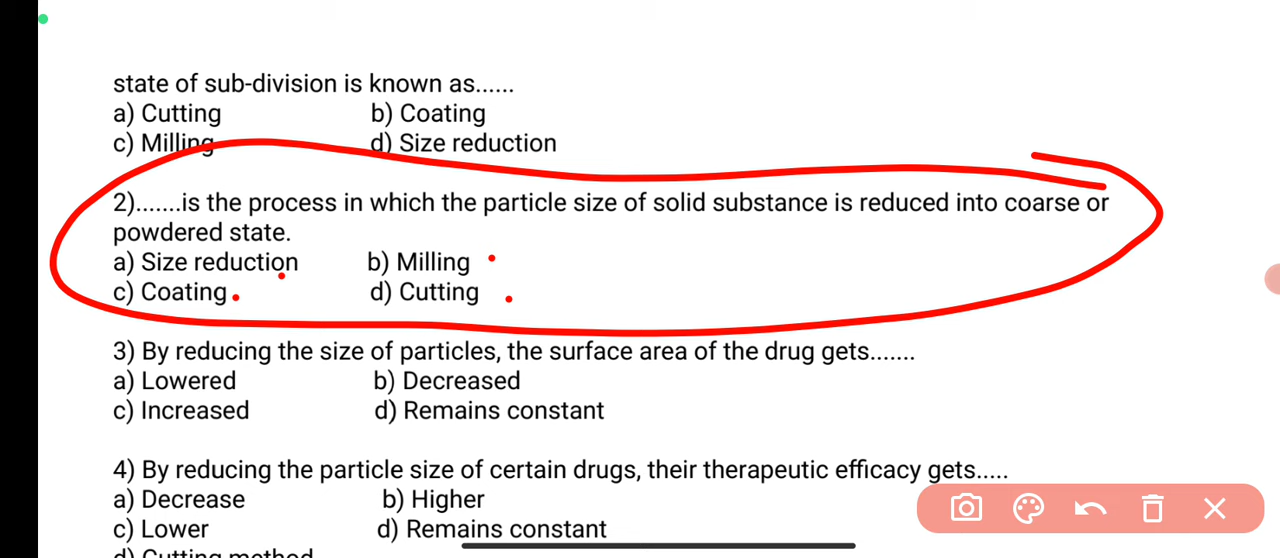 state of sub-division is known as......
a) Cutting b) Coating
c) Milling d) Size reduction
2).......is the process in which the particle size of solid substance is reduced into coarse or
powdered state.
a) Size reduction b) Milling
c) Coating d) Cutting
3) By reducing the size of particles, the surface area of the drug gets.......
a) Lowered b) Decreased
c) Increased d) Remains constant
4) By reducing the particle size of certain drugs, their therapeutic efficacy gets.....
a) Decrease b) Higher
c) Lower d) Remains constant
d) Cutting method